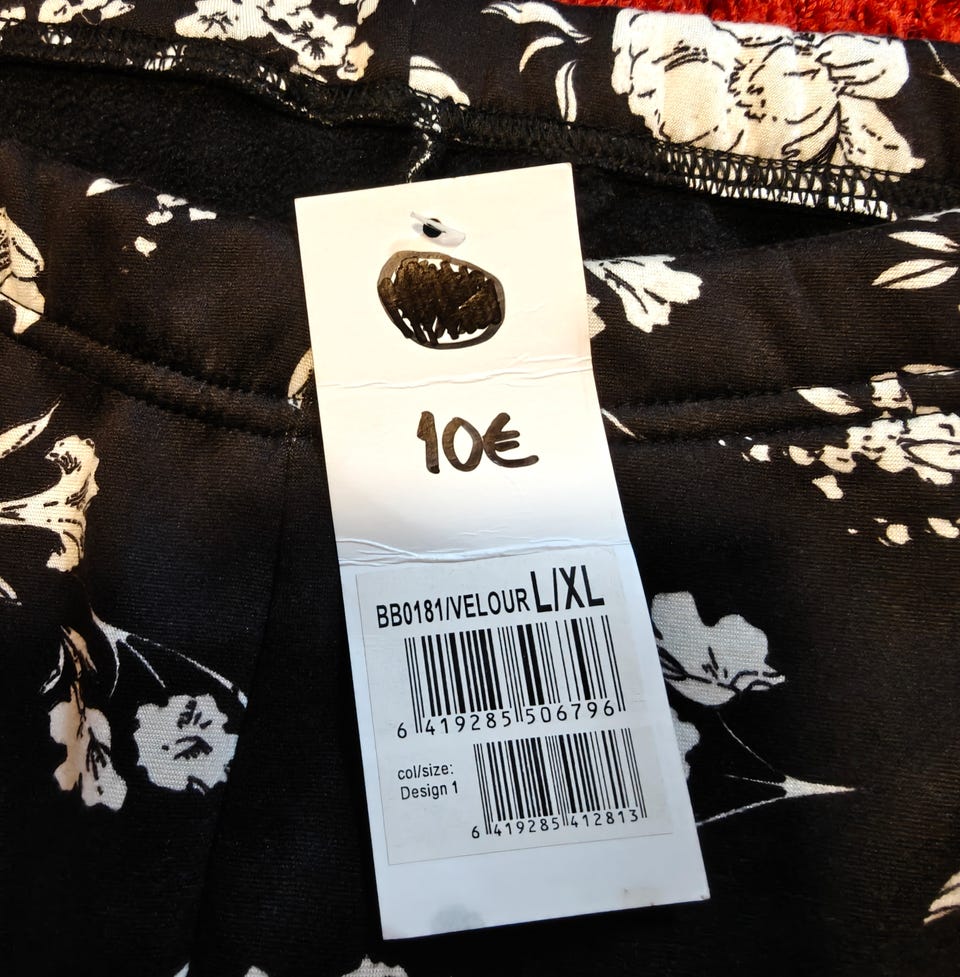 10€
BB0181/VELOUR L/XL
6 419285 506796
col/size:
Design 1
6 419285 412813